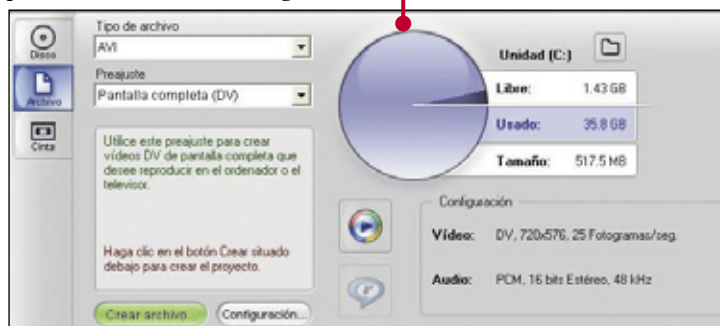 Disco
Archivo
Cinta
Tipo de archivo
AVI
Preajuste
Pantalla completa (DV)
Utilice este preajuste para crear
vídeos DV de pantalla completa que
desee reproducir en el ordenador o el
televisor.
Haga clic en el botón Crear situado
debajo para crear el proyecto.
Crear archivo...
Configuración...
Unidad (C:)
Libre: 1.43 GB
Usado: 35.8 GB
Tamaño: 517.5 MB
Configuración
Vídeo: DV, 720x576, 25 Fotogramas/seg.
Audio: PCM, 16 bits Estéreo, 48 kHz